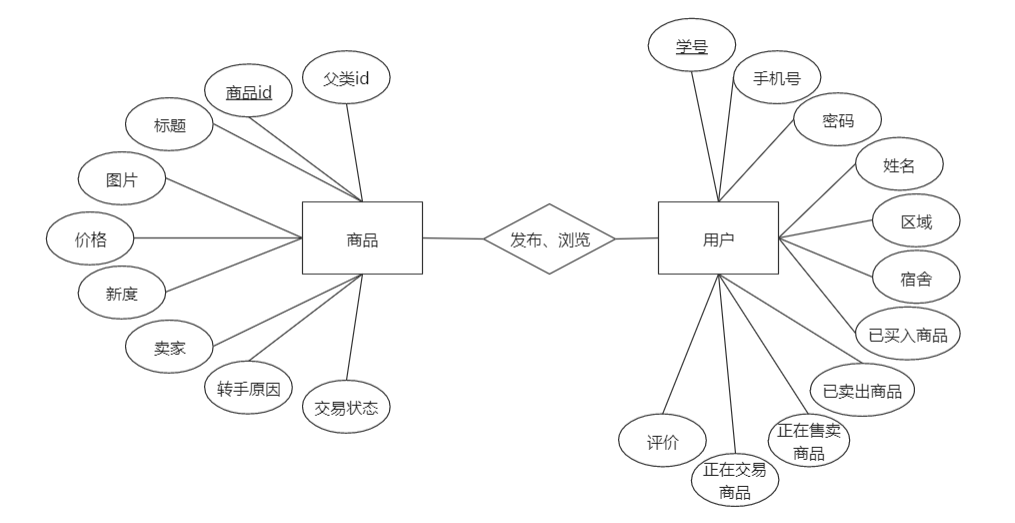 学号
父类id
手机号
商品id
密码
标题
姓名
图片
区域
价格
商品
发布、浏览
用户
宿舍
新度
已买入商品
卖家
转手原因
已卖出商品
交易状态
评价
正在售卖
商品
正在交易
商品